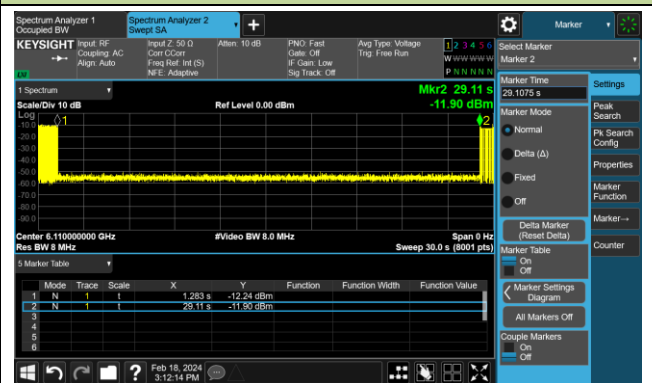 Spectrum Analyzer 1
Occupied BW
Spectrum Analyzer 2
Swept SA
Marker
KEYSIGHT
Input: RF
Coupling: AC
Align: Auto
Input Z: 50 Ω
Corr CCorr
Freq Ref: Int (S)
NFE: Adaptive
Atten: 10 dB
PNO: Fast
Gate: Off
IF Gain: Low
Sig Track: Off
Avg Type: Voltage
Trig: Free Run
1 2 3 4 5 6
W W W W W W
P N N N N N
LXI
1 Spectrum
Scale/Div 10 dB
Ref Level 0.00 dBm
Mkr2 29.11 s
-11.90 dBm
Log
-10.0
-20.0
-30.0
-40.0
-50.0
-60.0
-70.0
-80.0
-90.0
1
2
Center 6.110000000 GHz
#Video BW 8.0 MHz
Span 0 Hz
Res BW 8 MHz
Sweep 30.0 s (8001 pts)
5 Marker Table
Mode Trace Scale X Y Function Function Width Function Value
1 N 1 t 1.283 s -12.24 dBm
2 N 1 t 29.11 s -11.90 dBm
3
4
5
6
Feb 18, 2024
3:12:14 PM
Select Marker
Marker 2
Marker Time
29.1075 s
Marker Mode
Normal
Delta (Δ)
Fixed
Off
Delta Marker
(Reset Delta)
Marker Table
On
Off
Marker Settings
Diagram
All Markers Off
Couple Markers
On
Off
Settings
Peak
Search
Pk Search
Config
Properties
Marker
Function
Marker→
Counter